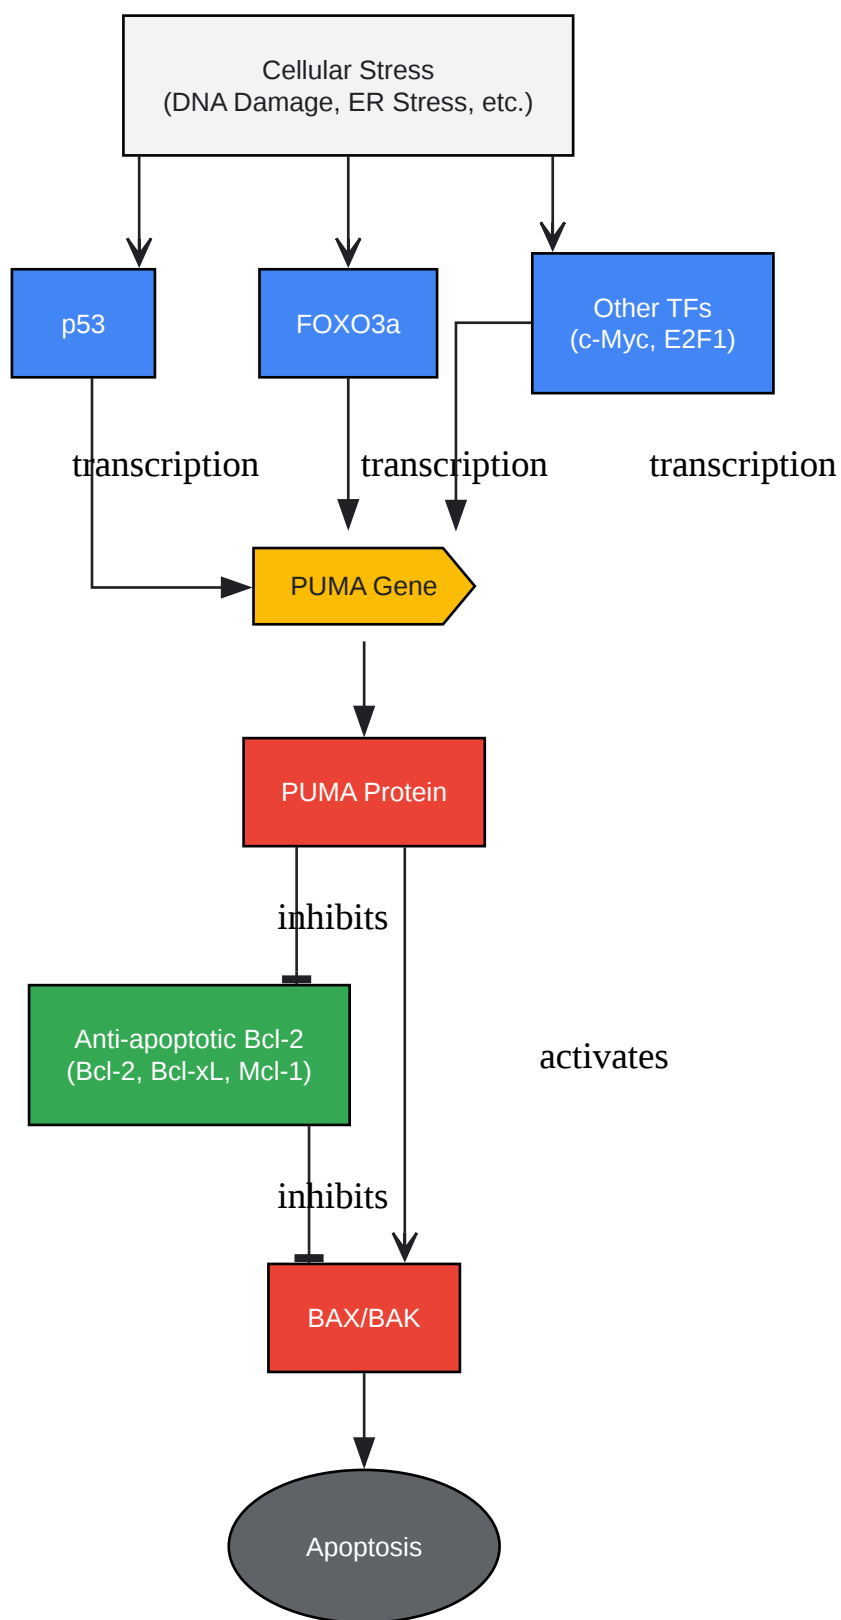 Cellular Stress
(DNA Damage, ER Stress, etc.)
p53
FOXO3a
Other TFs
(c-Myc, E2F1)
transcription
transcription
transcription
PUMA Gene
PUMA Protein
inhibits
Anti-apoptotic Bcl-2
(Bcl-2, Bcl-xL, Mcl-1)
activates
inhibits
BAX/BAK
Apoptosis